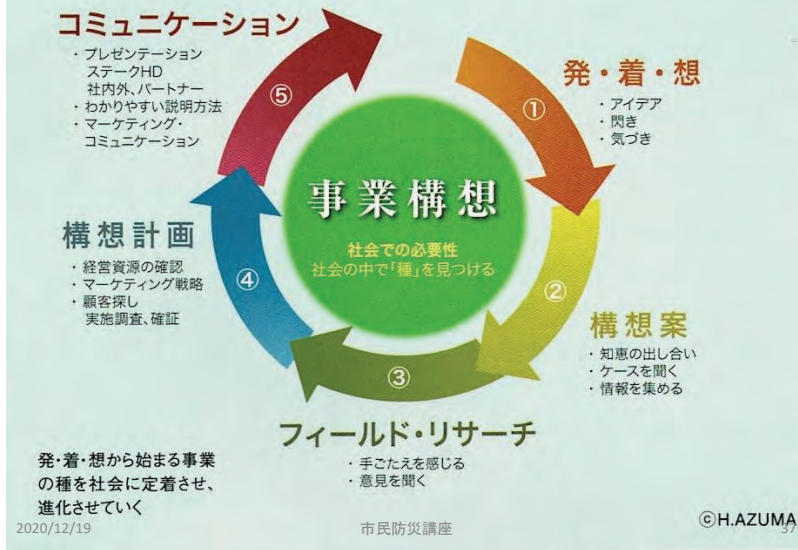 コミュニケーション
・プレゼンテーション
ステークHD
社内外、パートナー
・わかりやすい説明方法
・マーケティング・
コミュニケーション
⑤
①
発・着・想
・アイデア
・閃き
・気づき
事業構想
社会での必要性
社会の中で「種」を見つける
構想計画
・経営資源の確認
・マーケティング戦略
・顧客探し
実施調査、確証
④
②
構想案
・知恵の出し合い
・ケースを聞く
・情報を集める
③
フィールド・リサーチ
・手ごたえを感じる
・意見を聞く
発・着・想から始まる事業
の種を社会に定着させ、
進化させていく
©H.AZUMA
2020/12/19
市民防災講座
37